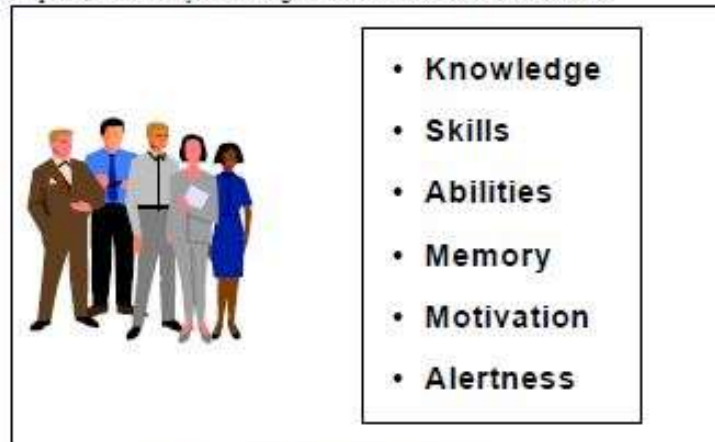 • Knowledge
• Skills
• Abilities
• Memory
• Motivation
• Alertness